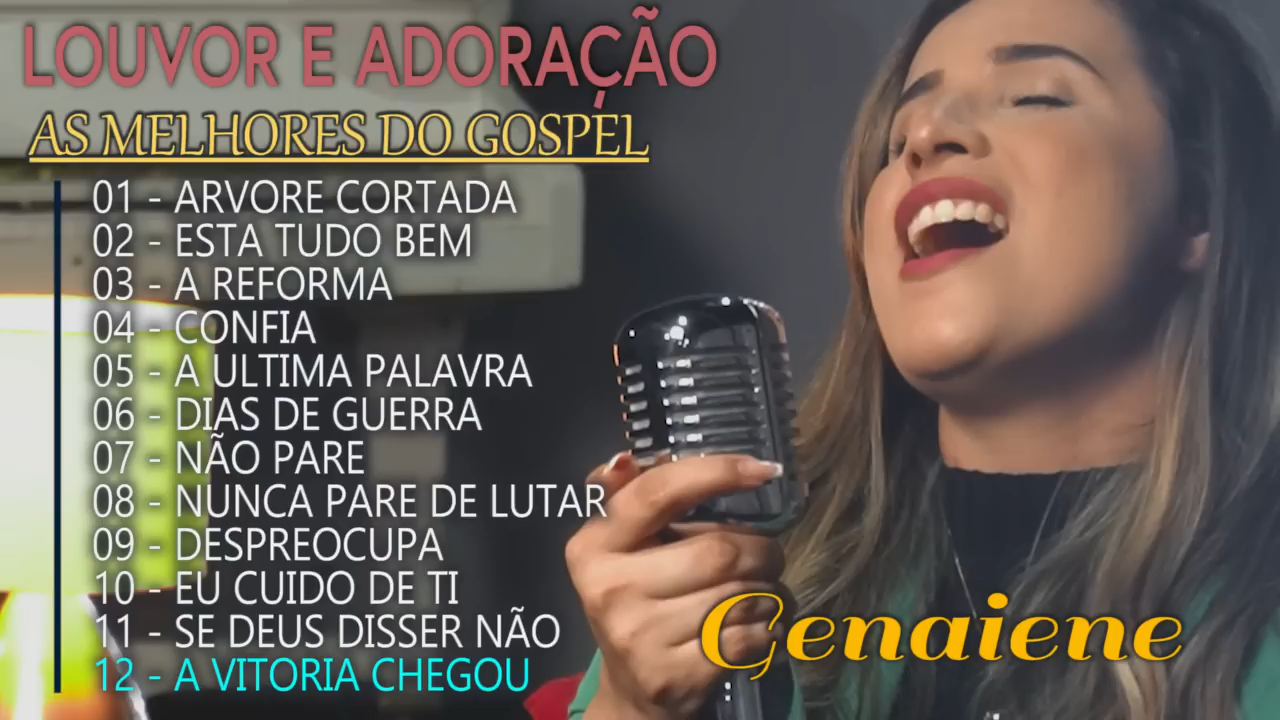 LOUVOR E ADORAÇÃO
AS MELHORES DO GOSPEL
01 - ARVORE CORTADA
02 - ESTA TUDO BEM
03 - A REFORMA
04 - CONFIA
05 - A ULTIMA PALAVRA
06 - DIAS DE GUERRA
07 - NÃO PARE
08 - NUNCA PARE DE LUTAR
09 - DESPREOCUPA
10 - EU CUIDO DE TI
11 - SE DEUS DISSER NÃO
12 - A VITORIA CHEGOU
Genaiene